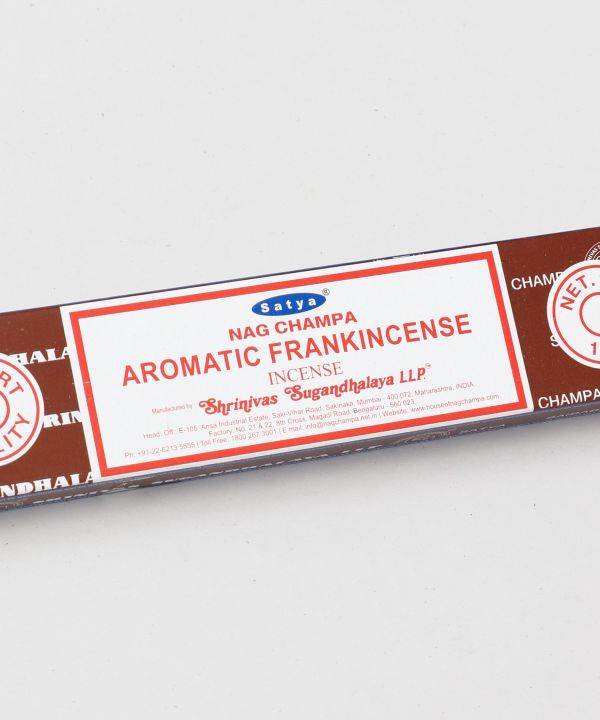 Satya®
NAG CHAMPA
AROMATIC FRANKINCENSE
INCENSE
Manufactured by Shrinivas Sugandhalaya LLP.™
Head. Off : E-105, Ansa Industrial Estate, Saki-Vihar Road, Sakinaka, Mumbai - 400 072, Maharashtra, INDIA.
Factory: No. 21 & 22, 8th Cross, Magadi Road, Bengaluru - 560 023.
Ph: +91-22-6213 5555 | Toll Free: 1800 267 3001 | E mail: info@nagchampa.net.in | Website: www.houseofnagchampa.com
CHAMP
NET.
CHAMPA